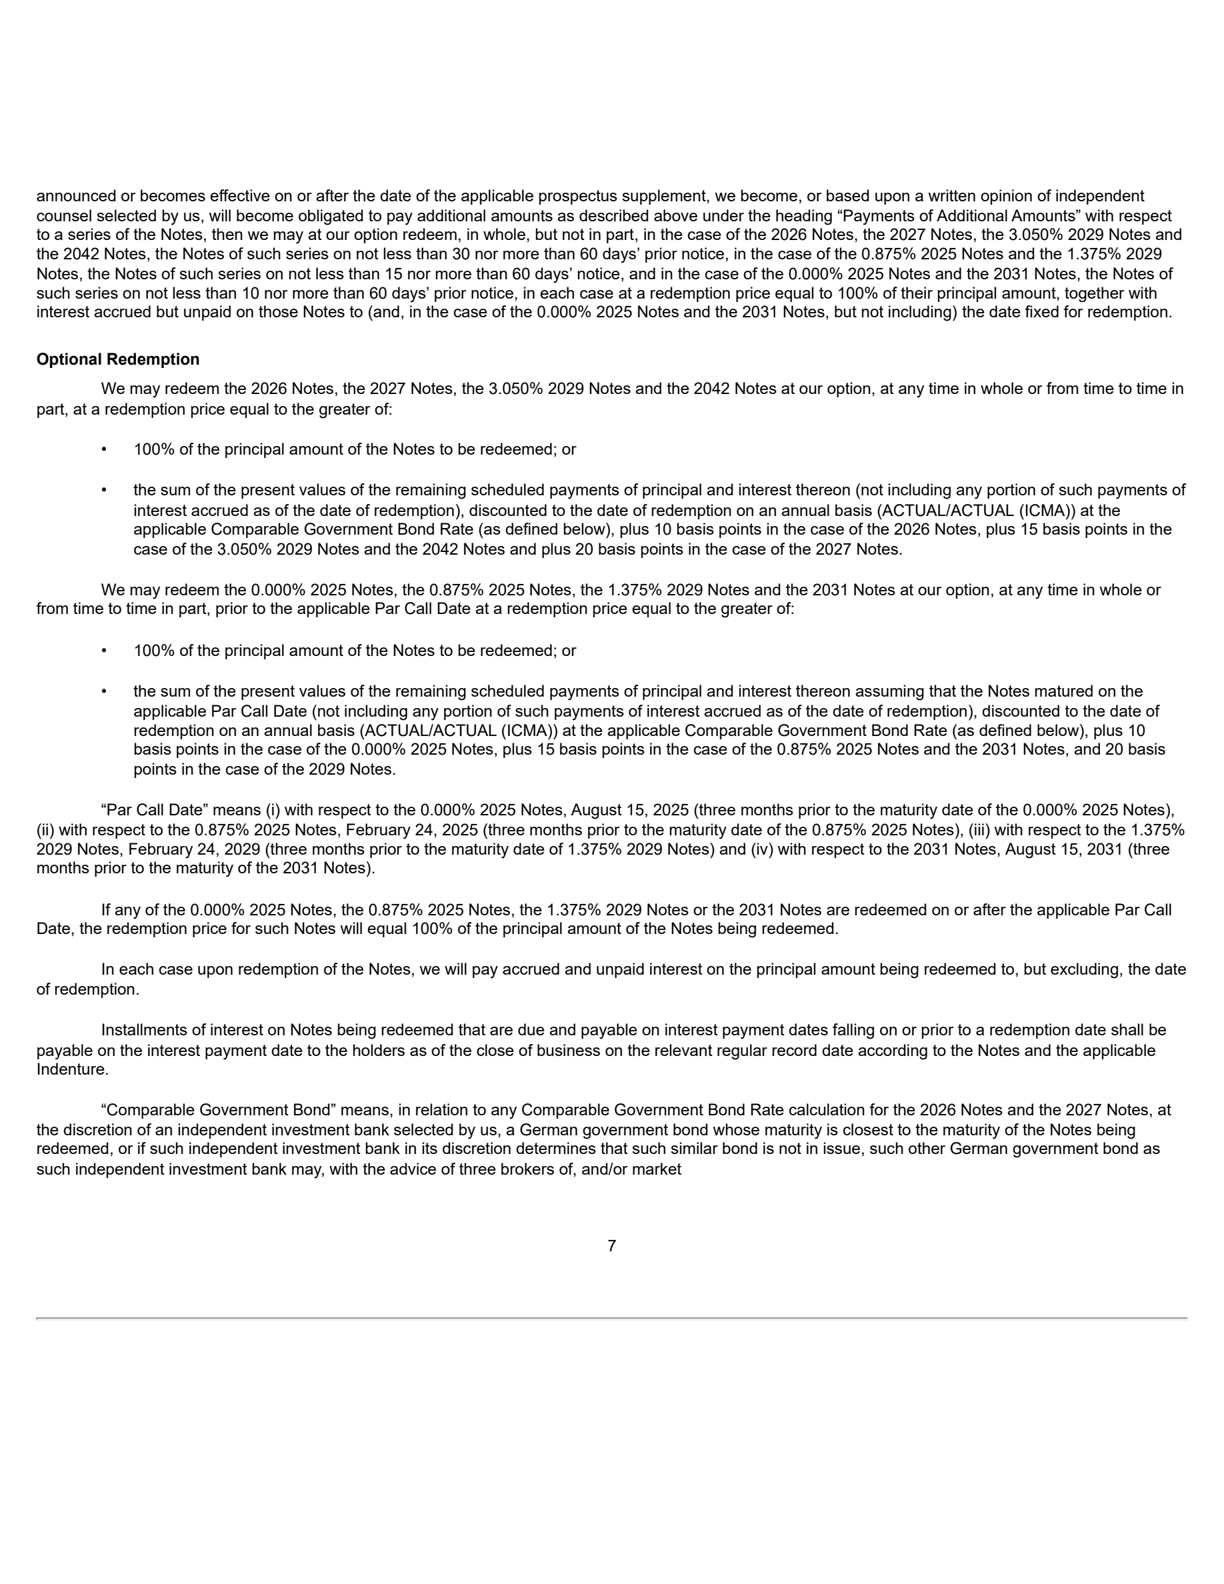 announced or becomes effective on or after the date of the applicable prospectus supplement, we become, or based upon a written opinion of independent
counsel selected by us, will become obligated to pay additional amounts as described above under the heading “Payments of Additional Amounts” with respect
to a series of the Notes, then we may at our option redeem, in whole, but not in part, in the case of the 2026 Notes, the 2027 Notes, the 3.050% 2029 Notes and
the 2042 Notes, the Notes of such series on not less than 30 nor more than 60 days’ prior notice, in the case of the 0.875% 2025 Notes and the 1.375% 2029
Notes, the Notes of such series on not less than 15 nor more than 60 days’ notice, and in the case of the 0.000% 2025 Notes and the 2031 Notes, the Notes of
such series on not less than 10 nor more than 60 days’ prior notice, in each case at a redemption price equal to 100% of their principal amount, together with
interest accrued but unpaid on those Notes to (and, in the case of the 0.000% 2025 Notes and the 2031 Notes, but not including) the date fixed for redemption.
Optional Redemption
We may redeem the 2026 Notes, the 2027 Notes, the 3.050% 2029 Notes and the 2042 Notes at our option, at any time in whole or from time to time in
part, at a redemption price equal to the greater of:
• 100% of the principal amount of the Notes to be redeemed; or
• the sum of the present values of the remaining scheduled payments of principal and interest thereon (not including any portion of such payments of
interest accrued as of the date of redemption), discounted to the date of redemption on an annual basis (ACTUAL/ACTUAL (ICMA)) at the
applicable Comparable Government Bond Rate (as defined below), plus 10 basis points in the case of the 2026 Notes, plus 15 basis points in the
case of the 3.050% 2029 Notes and the 2042 Notes and plus 20 basis points in the case of the 2027 Notes.
We may redeem the 0.000% 2025 Notes, the 0.875% 2025 Notes, the 1.375% 2029 Notes and the 2031 Notes at our option, at any time in whole or
from time to time in part, prior to the applicable Par Call Date at a redemption price equal to the greater of:
• 100% of the principal amount of the Notes to be redeemed; or
• the sum of the present values of the remaining scheduled payments of principal and interest thereon assuming that the Notes matured on the
applicable Par Call Date (not including any portion of such payments of interest accrued as of the date of redemption), discounted to the date of
redemption on an annual basis (ACTUAL/ACTUAL (ICMA)) at the applicable Comparable Government Bond Rate (as defined below), plus 10
basis points in the case of the 0.000% 2025 Notes, plus 15 basis points in the case of the 0.875% 2025 Notes and the 2031 Notes, and 20 basis
points in the case of the 2029 Notes.
“Par Call Date” means (i) with respect to the 0.000% 2025 Notes, August 15, 2025 (three months prior to the maturity date of the 0.000% 2025 Notes),
(ii) with respect to the 0.875% 2025 Notes, February 24, 2025 (three months prior to the maturity date of the 0.875% 2025 Notes), (iii) with respect to the 1.375%
2029 Notes, February 24, 2029 (three months prior to the maturity date of 1.375% 2029 Notes) and (iv) with respect to the 2031 Notes, August 15, 2031 (three
months prior to the maturity of the 2031 Notes).
If any of the 0.000% 2025 Notes, the 0.875% 2025 Notes, the 1.375% 2029 Notes or the 2031 Notes are redeemed on or after the applicable Par Call
Date, the redemption price for such Notes will equal 100% of the principal amount of the Notes being redeemed.
In each case upon redemption of the Notes, we will pay accrued and unpaid interest on the principal amount being redeemed to, but excluding, the date
of redemption.
Installments of interest on Notes being redeemed that are due and payable on interest payment dates falling on or prior to a redemption date shall be
payable on the interest payment date to the holders as of the close of business on the relevant regular record date according to the Notes and the applicable
Indenture.
“Comparable Government Bond” means, in relation to any Comparable Government Bond Rate calculation for the 2026 Notes and the 2027 Notes, at
the discretion of an independent investment bank selected by us, a German government bond whose maturity is closest to the maturity of the Notes being
redeemed, or if such independent investment bank in its discretion determines that such similar bond is not in issue, such other German government bond as
such independent investment bank may, with the advice of three brokers of, and/or market
7